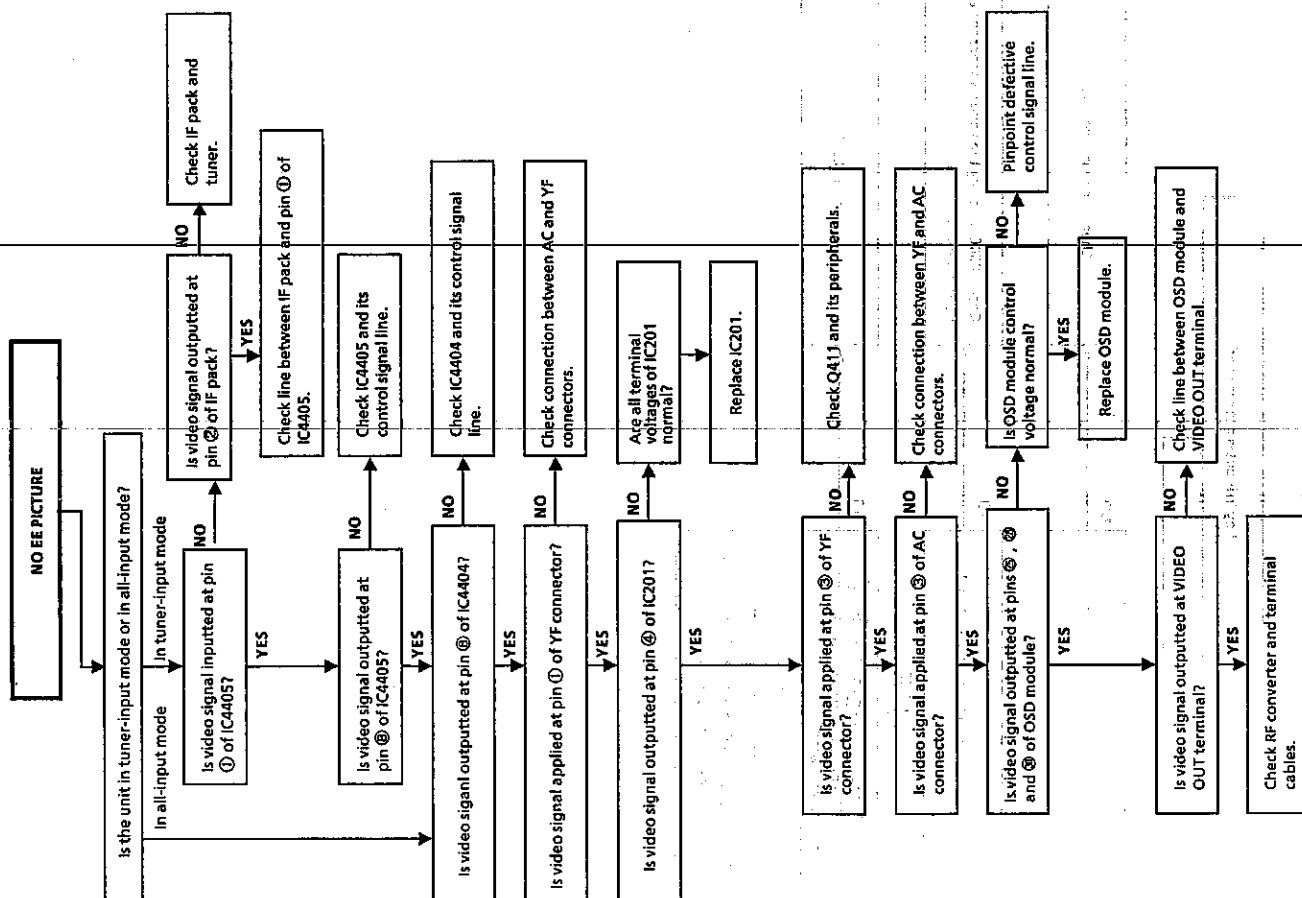 NO EE PICTURE
Is the unit in tuner-input mode or in all-input mode?
In all-input mode
In tuner-input mode
Is video signal inputted at pin
① of IC4405?
NO
Is video signal outputted at
pin of IF pack?
NO
Check IF pack and
tuner.
YES
Check line between IF pack and pin ① of
IC4405.
YES
Is video signal outputted at
pin ⑧ of IC4405?
NO
Check IC4405 and its
control signal line.
YES
Is video siganl outputted at pin ⑧ of IC4404?
NO
Check IC4404 and its control signal
line.
YES
Is video signal applied at pin ① of YF connector?
NO
Check connection between AC and YF
connectors.
YES
Is video signal outputted at pin ④ of IC201?
NO
Are all terminal
voltages of IC201
normal?
Replace IC201.
YES
Is video signal applied at pin ③ of YF
connector?
NO
Check Q411 and its peripherals.
YES
Is video signal applied at pin ③ of AC
connector?
NO
Check connection between YF and AC
connectors.
YES
Is video signal outputted at pins
and of OSD module?
NO
Is OSD module control
voltage normal?
NO
Pinpoint defective
control signal line.
YES
Replace OSD module.
YES
Is video signal outputted at VIDEO
OUT terminal?
NO
Check line between OSD module and
VIDEO OUT terminal.
YES
Check RF converter and terminal
cables.